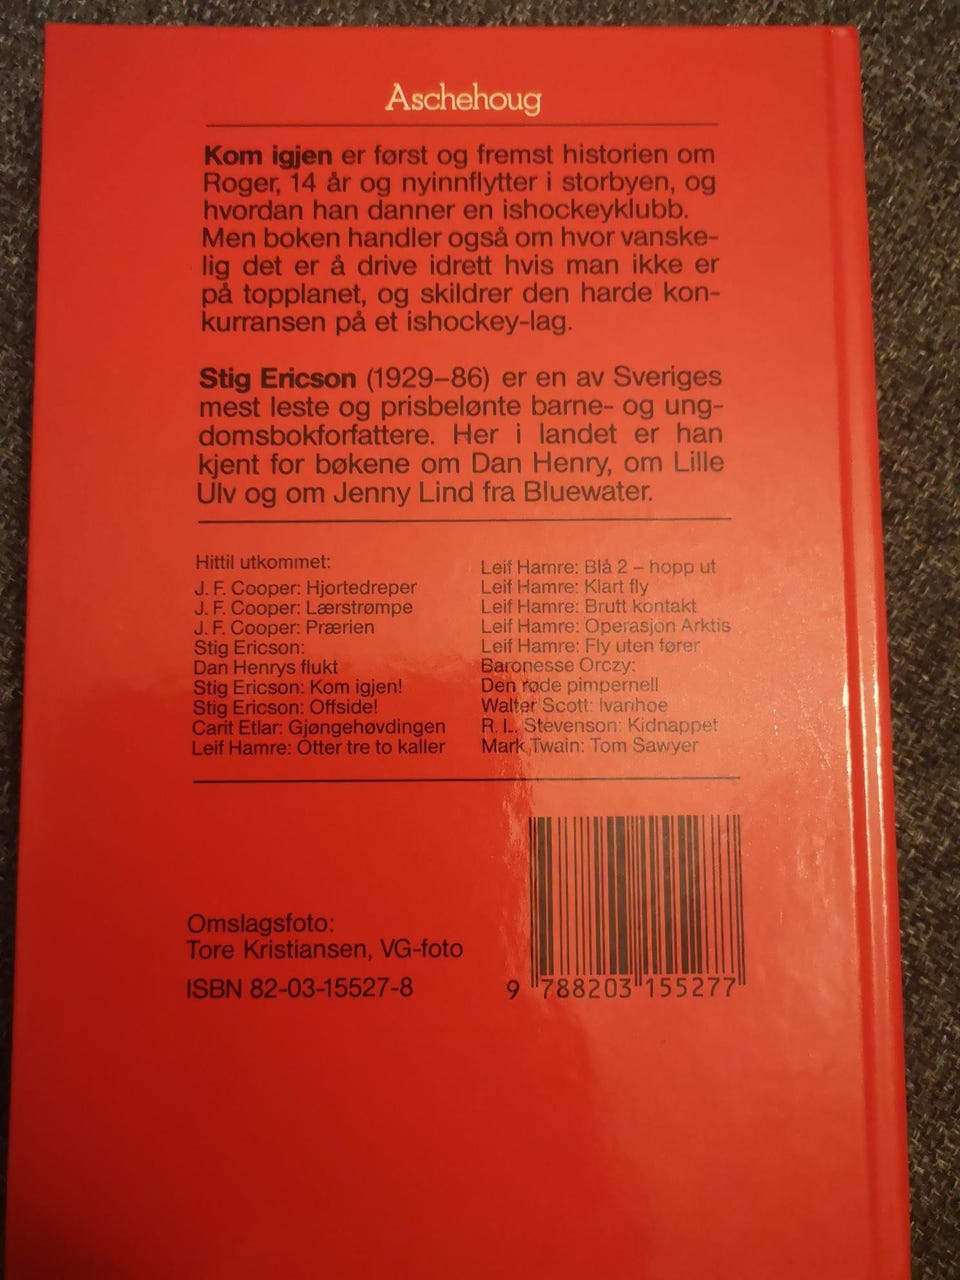 Aschehoug
Kom igjen er først og fremst historien om
Roger, 14 år og nyinnflytter i storbyen, og
hvordan han danner en ishockeyklubb.
Men boken handler også om hvor vanske-
lig det er å drive idrett hvis man ikke er
på topplanet, og skildrer den harde kon-
kurransen på et ishockey-lag.
Stig Ericson (1929–86) er en av Sveriges
mest leste og prisbelønte barne- og ung-
domsbokforfattere. Her i landet er han
kjent for bøkene om Dan Henry, om Lille
Ulv og om Jenny Lind fra Bluewater.
Hittil utkommet:
J. F. Cooper: Hjortedreper
J. F. Cooper: Lærstrømpe
J. F. Cooper: Prærien
Stig Ericson:
Dan Henrys flukt
Stig Ericson: Kom igjen!
Stig Ericson: Offside!
Carit Etlar: Gjøngehøvdingen
Leif Hamre: Otter tre to kaller
Leif Hamre: Blå 2 – hopp ut
Leif Hamre: Klart fly
Leif Hamre: Brutt kontakt
Leif Hamre: Operasjon Arktis
Leif Hamre: Fly uten fører
Baronesse Orczy:
Den røde pimpernell
Walter Scott: Ivanhoe
R. L. Stevenson: Kidnappet
Mark Twain: Tom Sawyer
Omslagsfoto:
Tore Kristiansen, VG-foto
ISBN 82-03-15527-8
9 788203 155277